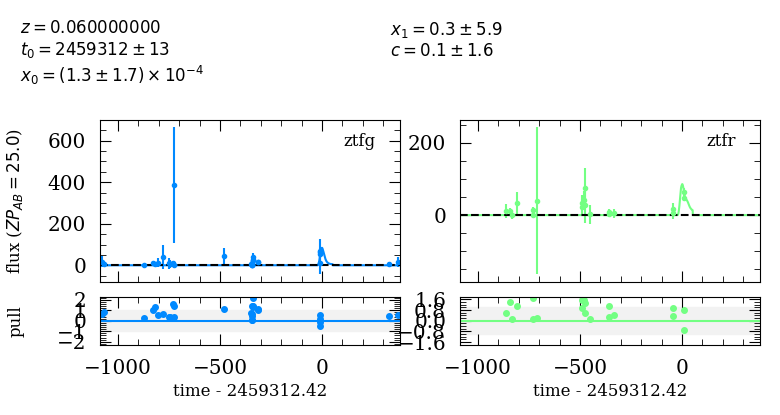 z = 0.060000000
t₀ = 2459312 ± 13
x₀ = (1.3 ± 1.7) × 10⁻⁴
x₁ = 0.3 ± 5.9
c = 0.1 ± 1.6
flux (ZP_AB = 25.0)
600
400
200
0
ztfg
200
0
ztfr
pull
2
1
0
−1
−2
1.6
0.8
0.0
−0.8
−1.6
−1000 −500 0
−1000 −500 0
time - 2459312.42
time - 2459312.42